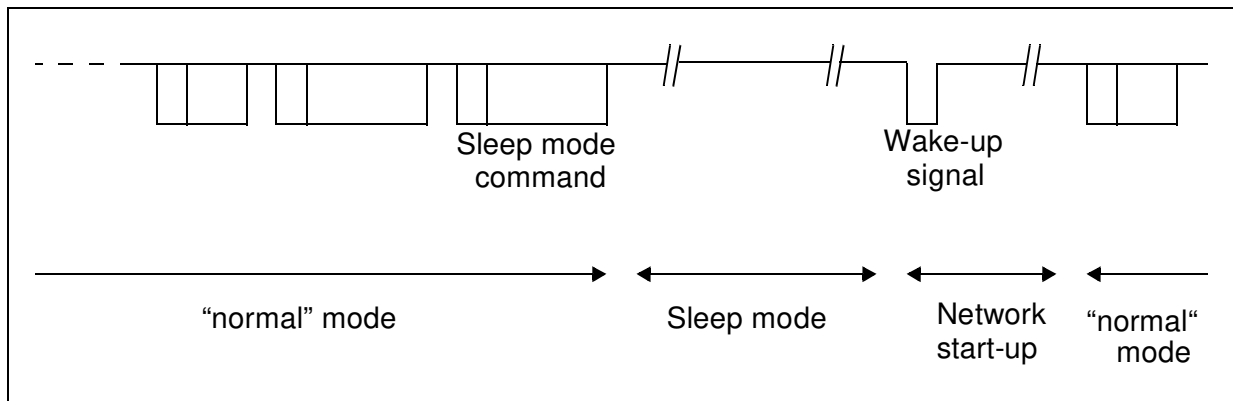 Sleep mode
command
Wake-up
signal
“normal” mode
Sleep mode
Network
start-up
“normal“
mode